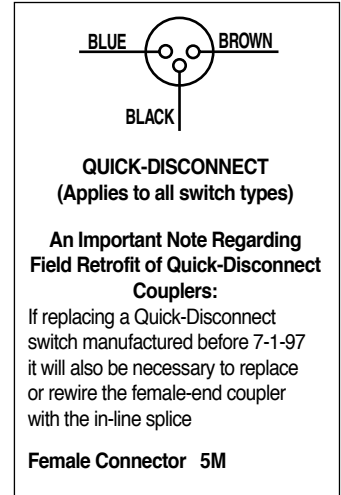 BLUE BROWN
BLACK
QUICK-DISCONNECT
(Applies to all switch types)
An Important Note Regarding
Field Retrofit of Quick-Disconnect
Couplers:
If replacing a Quick-Disconnect
switch manufactured before 7-1-97
it will also be necessary to replace
or rewire the female-end coupler
with the in-line splice
Female Connector 5M